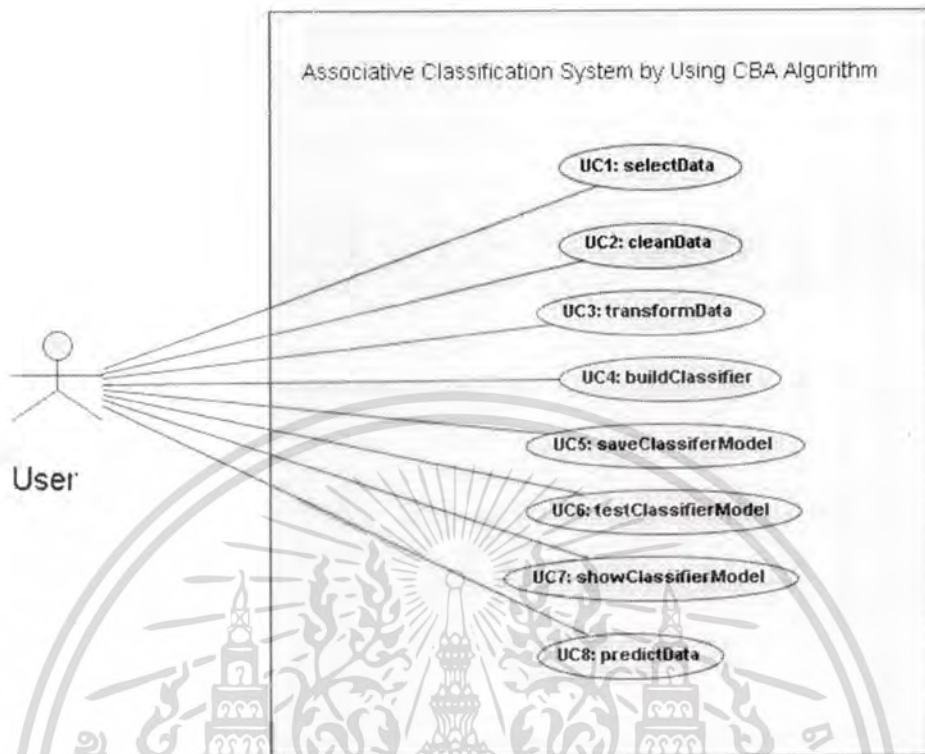 Associative Classification System by Using CBA Algorithm
UC1: selectData
UC2: cleanData
UC3: transformData
UC4: buildClassifier
UC5: saveClassiferModel
UC6: testClassifierModel
UC7: showClassifierModel
UC8: predictData
User